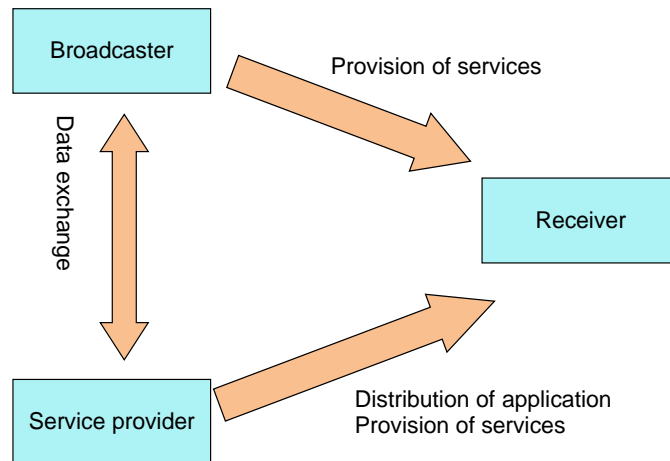 Broadcaster
Provision of services
Data exchange
Receiver
Service provider
Distribution of application
Provision of services